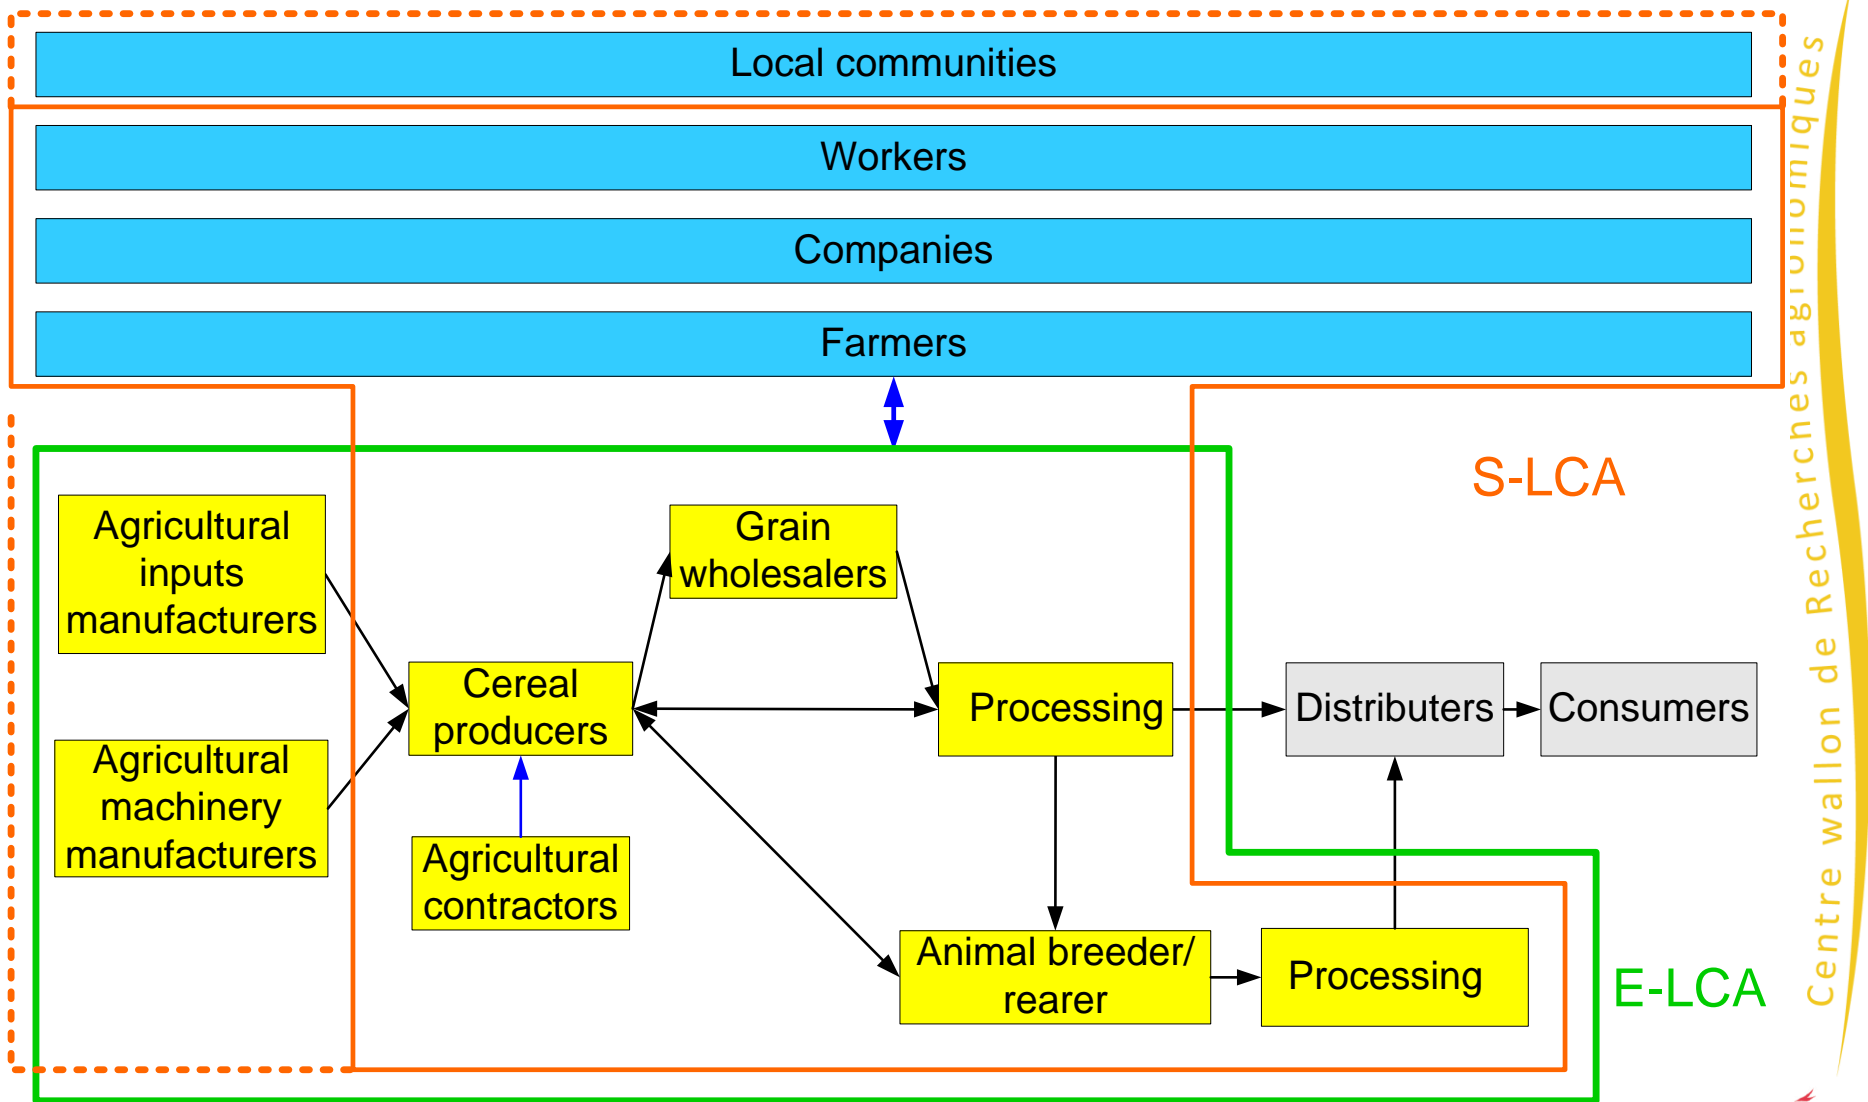 Local communities
Workers
Companies
Farmers
S-LCA
Agricultural
inputs
manufacturers
Grain
wholesalers
Cereal
producers
Processing
Distributers
Consumers
Agricultural
machinery
manufacturers
Agricultural
contractors
Animal breeder/
rearer
Processing
E-LCA
Centre wallon de Recherches agronomiques